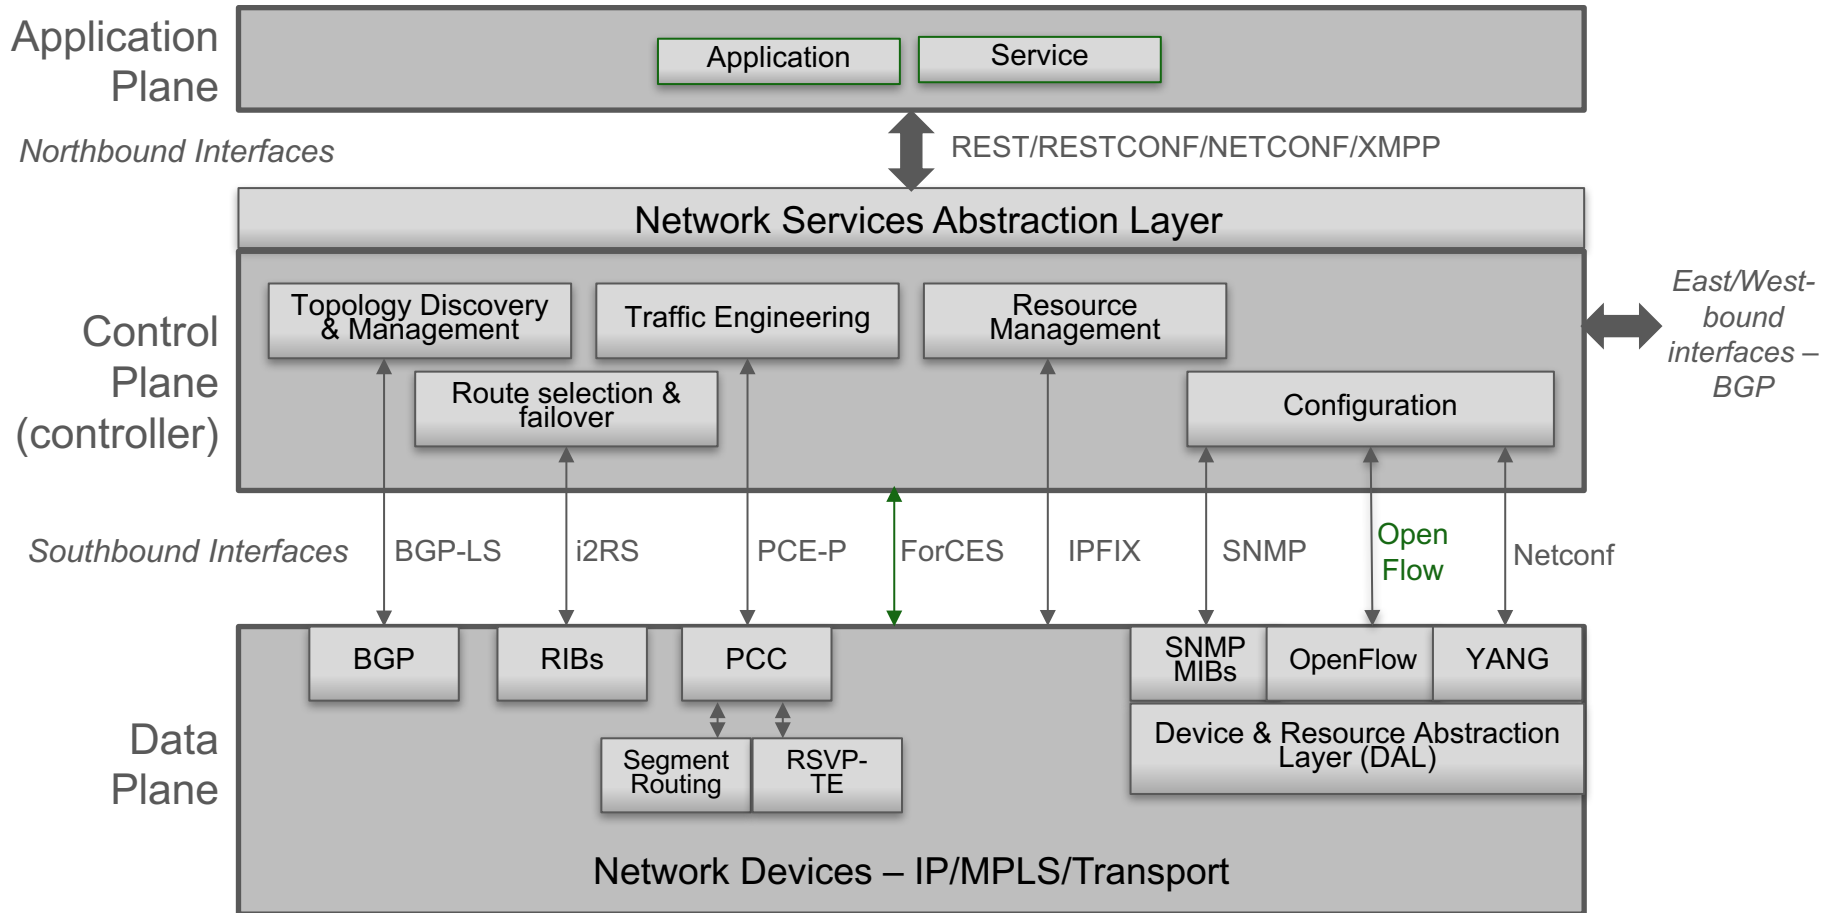 Application
Plane
Application
Service
Northbound Interfaces
REST/RESTCONF/NETCONF/XMPP
Network Services Abstraction Layer
Control
Plane
(controller)
Topology Discovery
& Management
Traffic Engineering
Resource
Management
Route selection &
failover
Configuration
East/West-
bound
interfaces –
BGP
Southbound Interfaces
BGP-LS
i2RS
PCE-P
ForCES
IPFIX
SNMP
Open
Flow
Netconf
Data
Plane
BGP
RIBs
PCC
SNMP
MIBs
OpenFlow
YANG
Segment
Routing
RSVP-
TE
Device & Resource Abstraction
Layer (DAL)
Network Devices – IP/MPLS/Transport